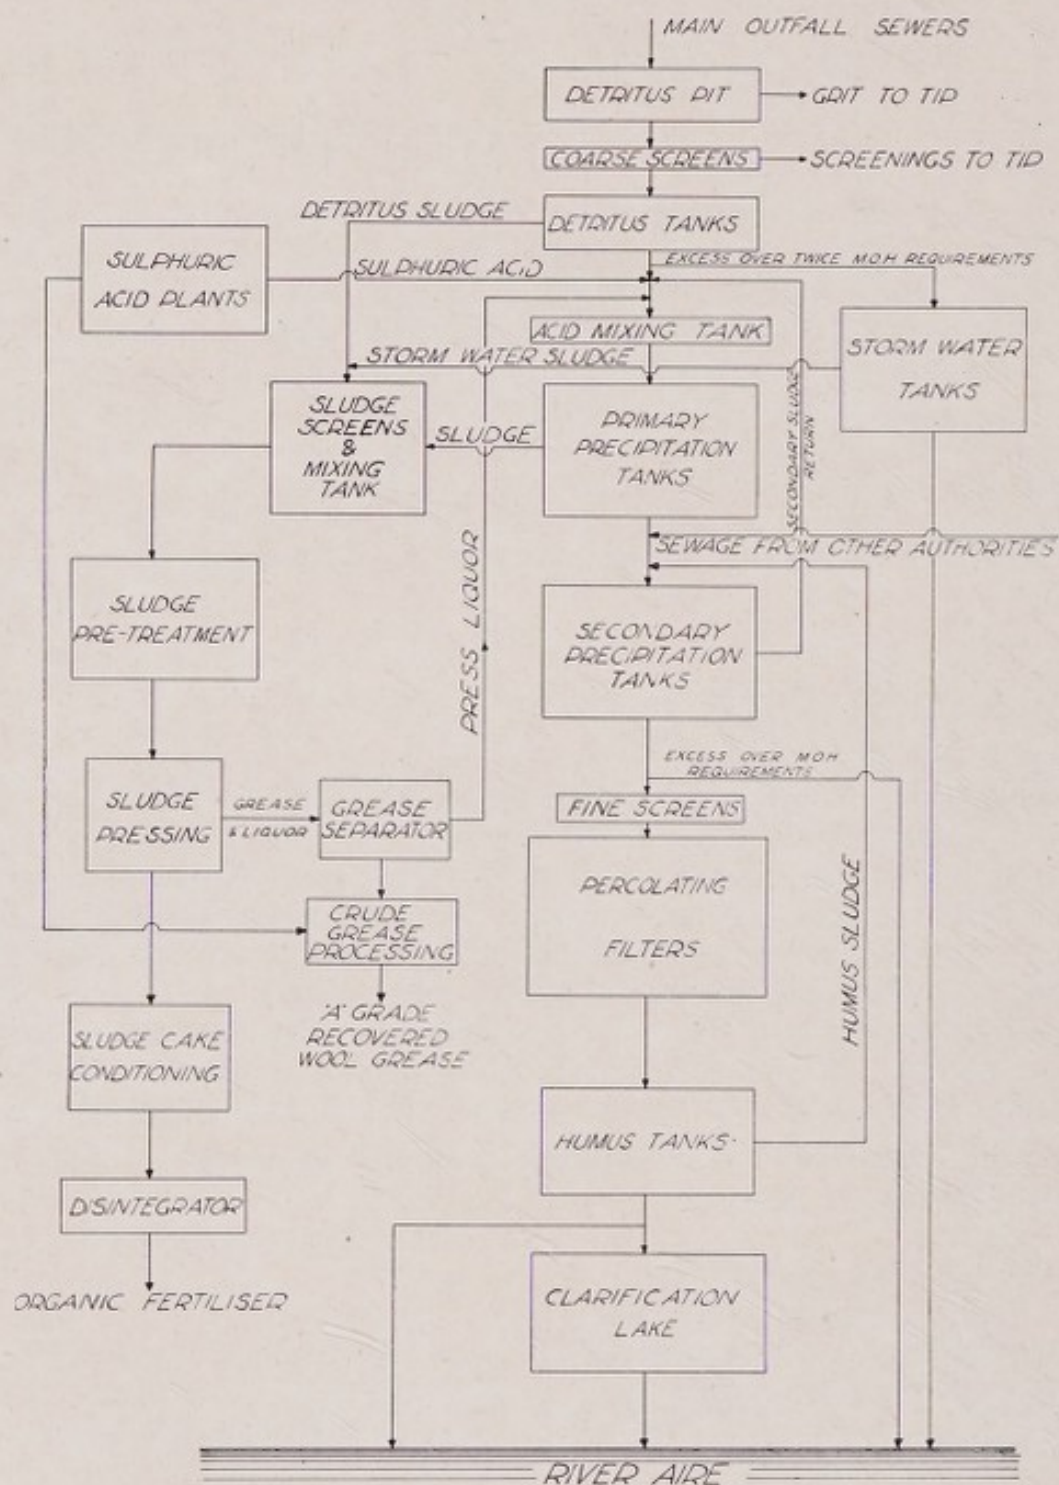 MAIN OUTFALL SEWERS
DETRITUS PIT
GRIT TO TIP
COARSE SCREENS
SCREENINGS TO TIP
DETRITUS SLUDGE
DETRITUS TANKS
SULPHURIC
ACID PLANTS
SULPHURIC ACID
EXCESS OVER TWICE M.O.H REQUIREMENTS
ACID MIXING TANK
STORM WATER
TANKS
STORM WATER SLUDGE
SLUDGE
SCREENS
&
MIXING
TANK
SLUDGE
PRIMARY
PRECIPITATION
TANKS
SECONDARY SLUDGE
RETURN
SEWAGE FROM OTHER AUTHORITIES
SLUDGE
PRE-TREATMENT
PRESS LIQUOR
SECONDARY
PRECIPITATION
TANKS
EXCESS OVER M.O.H
REQUIREMENTS
SLUDGE
PRESSING
GREASE
& LIQUOR
GREASE
SEPARATOR
FINE SCREENS
PERCOLATING
FILTERS
HUMUS SLUDGE
CRUDE
GREASE
PROCESSING
'A' GRADE
RECOVERED
WOOL GREASE
SLUDGE CAKE
CONDITIONING
HUMUS TANKS
DISINTEGRATOR
ORGANIC FERTILISER
CLARIFICATION
LAKE
RIVER AIRE